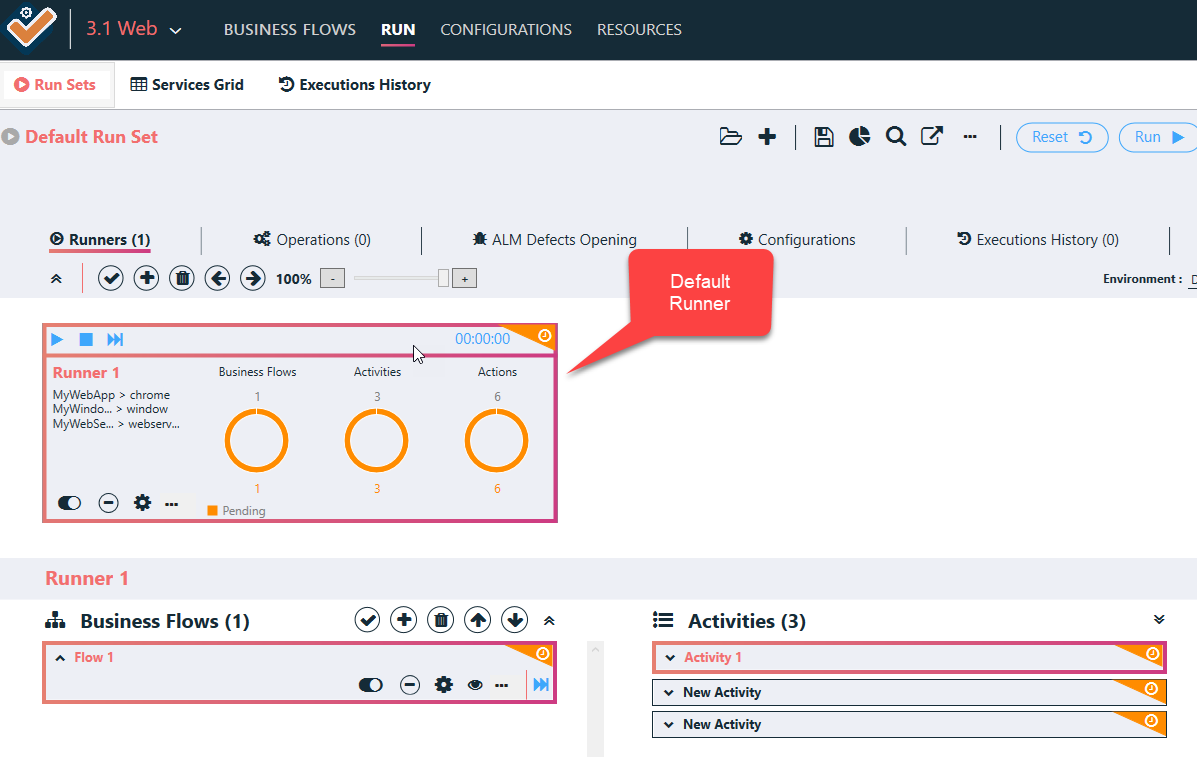 3.1 Web BUSINESS FLOWS RUN CONFIGURATIONS RESOURCES
Run Sets Services Grid Executions History
Default Run Set Reset Run
Runners (1) Operations (0) ALM Defects Opening Configurations Executions History (0)
100% - + Environment :
Default
Runner
00:00:00
Runner 1 Business Flows Activities Actions
MyWebApp > chrome 1 3 6
MyWindo... > window
MyWebSe... > webserv...
1 3 6
Pending
Runner 1
Business Flows (1) Activities (3)
Flow 1 Activity 1
New Activity
New Activity